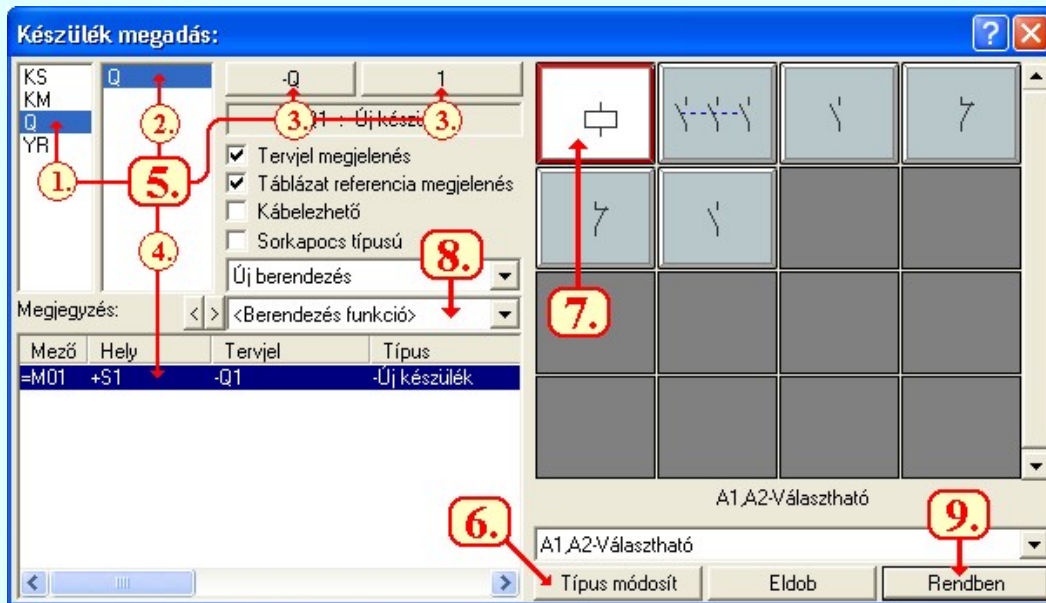 Készülék megadás:
KS
KM
Q
YR
Q
-Q
1
1.
2.
3.
3.
4.
5.
: Új készü
Tervjel megjelenés
Táblázat referencia megjelenés
Kábelezhető
Sorkapocs típusú
8.
Új berendezés
Megjegyzés:
< >
<Berendezés funkció>
Mező Hely Tervjel Típus
=M01 +S1 -Q1 -Új készülék
7.
A1,A2-Választható
6.
9.
A1,A2-Választható
Típus módosít
Eldob
Rendben